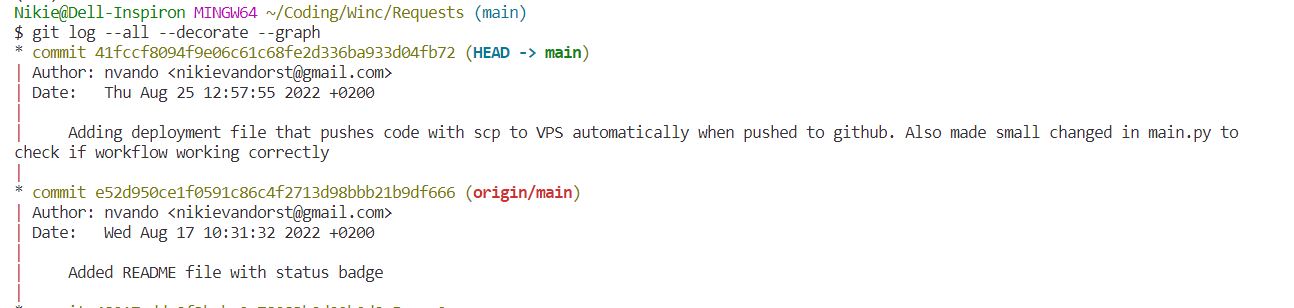 Nikie@Dell-Inspiron MINGW64 ~/Coding/Winc/Requests (main)
$ git log --all --decorate --graph
* commit 41fccf8094f9e06c61c68fe2d336ba933d04fb72 (HEAD -> main)
| Author: nvando <nikievandorst@gmail.com>
| Date:   Thu Aug 25 12:57:55 2022 +0200
|
|     Adding deployment file that pushes code with scp to VPS automatically when pushed to github. Also made small changed in main.py to
check if workflow working correctly
|
* commit e52d950ce1f0591c86c4f2713d98bbb21b9df666 (origin/main)
| Author: nvando <nikievandorst@gmail.com>
| Date:   Wed Aug 17 10:31:32 2022 +0200
|
|     Added README file with status badge
|